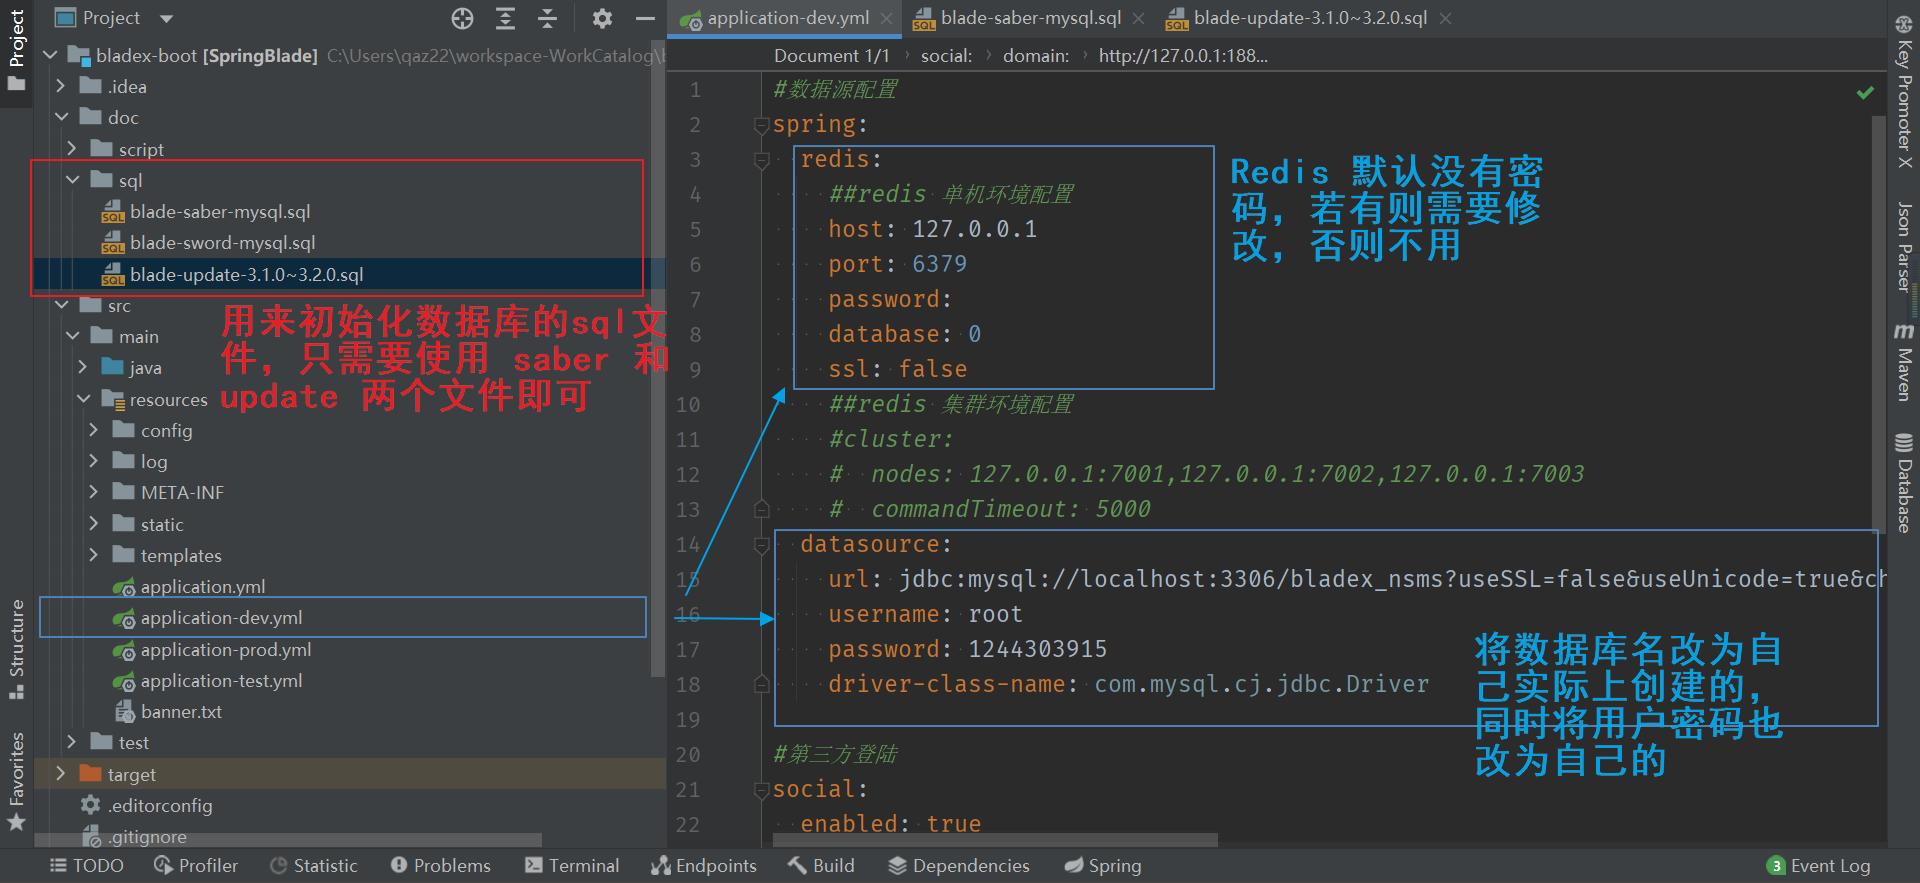 Project
application-dev.yml
blade-saber-mysql.sql
blade-update-3.1.0~3.2.0.sql
Document 1/1 › social: › domain: › http://127.0.0.1:188...
Project
Structure
Favorites
bladex-boot [SpringBlade] C:\Users\qaz22\workspace-WorkCatalog\b
.idea
doc
script
sql
blade-saber-mysql.sql
blade-sword-mysql.sql
blade-update-3.1.0~3.2.0.sql
src
main
java
resources
config
log
META-INF
static
templates
application.yml
application-dev.yml
application-prod.yml
application-test.yml
banner.txt
test
target
.editorconfig
.gitignore
用来初始化数据库的sql文
件，只需要使用 saber 和
update 两个文件即可
1 #数据源配置
2 spring:
3 redis:
4 ##redis 单机环境配置
5 host: 127.0.0.1
6 port: 6379
7 password:
8 database: 0
9 ssl: false
10 ##redis 集群环境配置
11 #cluster:
12 # nodes: 127.0.0.1:7001,127.0.0.1:7002,127.0.0.1:7003
13 # commandTimeout: 5000
14 datasource:
15 url: jdbc:mysql://localhost:3306/bladex_nsms?useSSL=false&useUnicode=true&ch
16 username: root
17 password: 1244303915
18 driver-class-name: com.mysql.cj.jdbc.Driver
19
20 #第三方登陆
21 social:
22 enabled: true
Redis 默认没有密
码，若有则需要修
改，否则不用
将数据库名改为自
己实际上创建的，
同时将用户密码也
改为自己的
Key Promoter X
Json Parser
m Maven
Database
TODO
Profiler
Statistic
Problems
Terminal
Endpoints
Build
Dependencies
Spring
3 Event Log